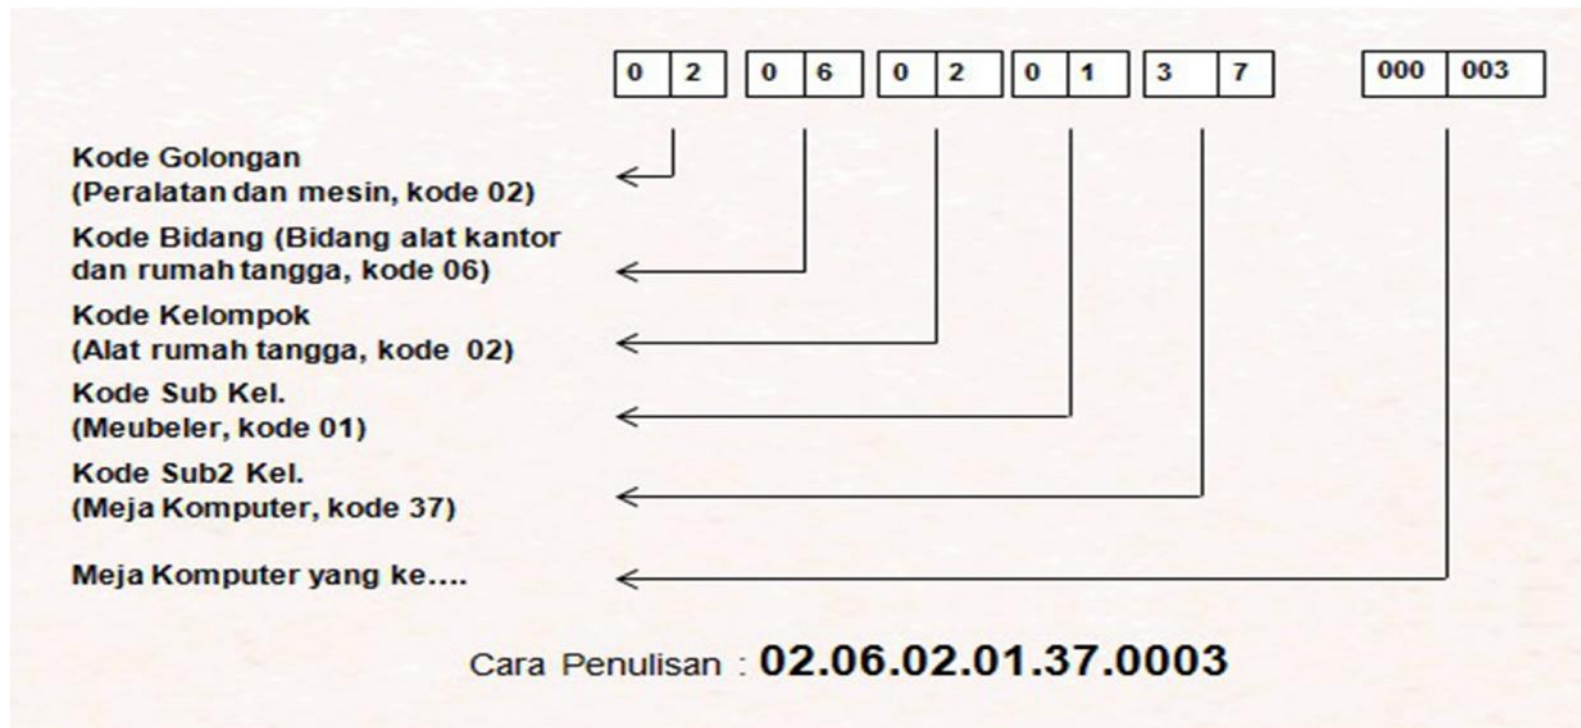 0 2 0 6 0 2 0 1 3 7 000 003
Kode Golongan
(Peralatan dan mesin, kode 02)
Kode Bidang (Bidang alat kantor
dan rumah tangga, kode 06)
Kode Kelompok
(Alat rumah tangga, kode 02)
Kode Sub Kel.
(Meubeler, kode 01)
Kode Sub2 Kel.
(Meja Komputer, kode 37)
Meja Komputer yang ke....
Cara Penulisan : 02.06.02.01.37.0003